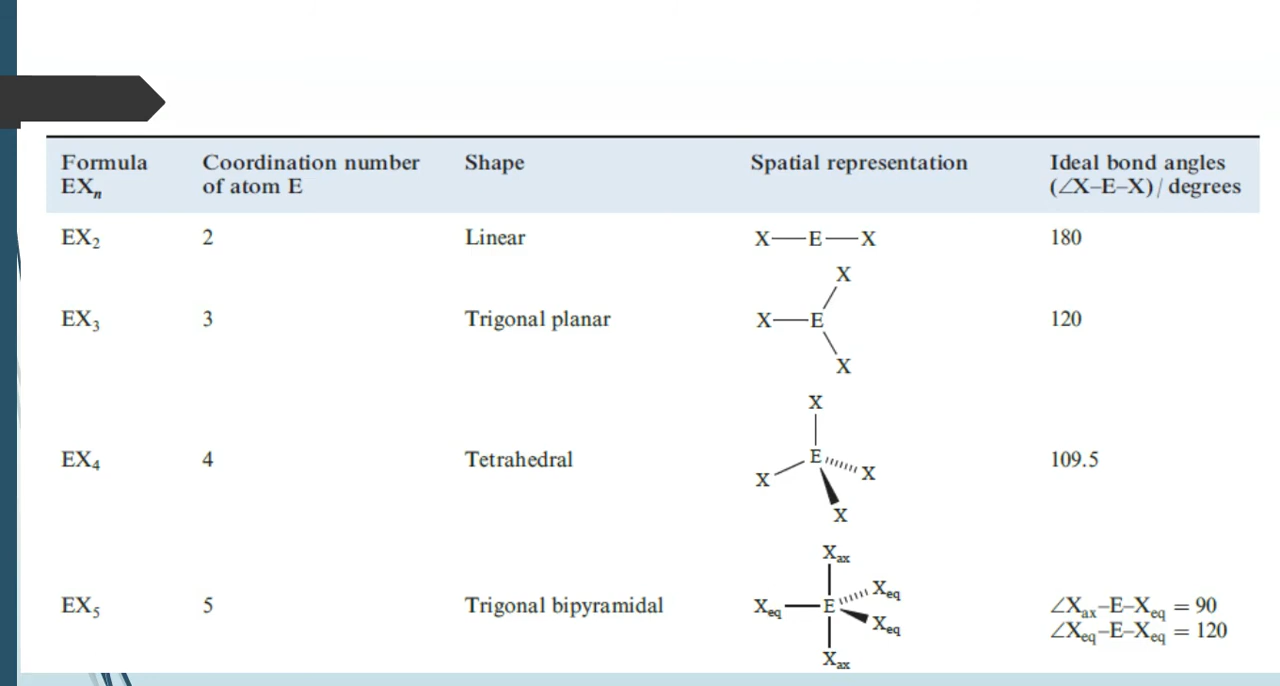 Formula Coordination number Shape Spatial representation Ideal bond angles
EXₙ of atom E (∠X–E–X)/degrees
EX₂ 2 Linear X—E—X 180
X
EX₃ 3 Trigonal planar X—E 120
X
X
EX₄ 4 Tetrahedral E 109.5
X X
X
Xax
Xeq
EX₅ 5 Trigonal bipyramidal Xeq E ∠Xax–E–Xeq = 90
Xeq ∠Xeq–E–Xeq = 120
Xax